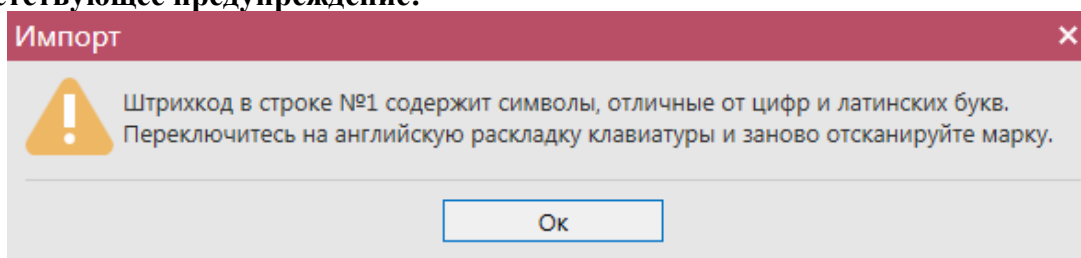 предупреждение:
Импорт
Штрихкод в строке №1 содержит символы, отличные от цифр и латинских букв.
Переключитесь на английскую раскладку клавиатуры и заново отсканируйте марку.
Ок